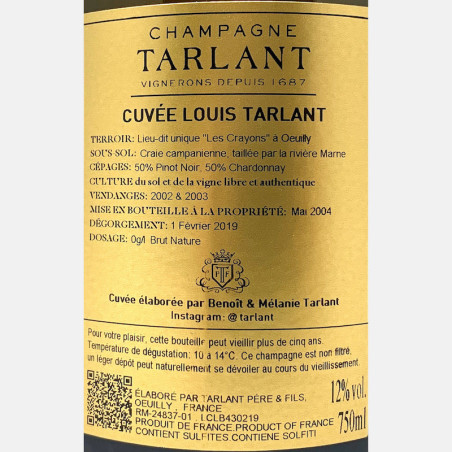 CHAMPAGNE
TARLANT
VIGNERONS DEPUIS 1687
CUVÉE LOUIS TARLANT
TERROIR: Lieu-dit unique "Les Crayons" à Oeuilly
SOUS-SOL: Craie campanienne, taillée par la rivière Marne
CÉPAGES: 50% Pinot Noir, 50% Chardonnay
CULTURE du sol et de la vigne libre et authentique
VENDANGES: 2002 & 2003
MISE EN BOUTEILLE À LA PROPRIÉTÉ: Mai 2004
DÉGORGEMENT: 1 Février 2019
DOSAGE: 0g/l Brut Nature
Cuvée élaborée par Benoît & Mélanie Tarlant
Instagram: @tarlant
Pour votre plaisir, cette bouteille peut vieillir plus de cinq ans.
Température de dégustation: 10 à 14°C. Ce champagne est non filtré,
un léger dépôt peut naturellement se dévoiler au cours du vieillissement.
ÉLABORÉ PAR TARLANT PÈRE & FILS,
OEUILLY - FRANCE
RM-24837-01 LCLB430219
PRODUIT DE FRANCE.PRODUCT OF FRANCE
CONTIENT SULFITES CONTIENE SOLFITI
12% vol.
750ml